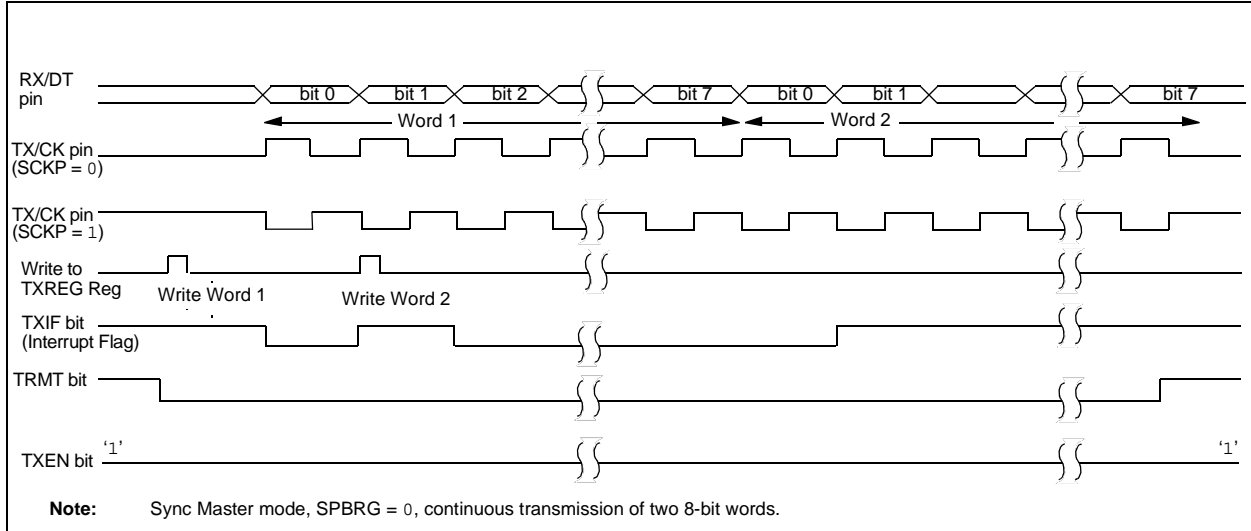 RX/DT
pin
bit 0 bit 1 bit 2 bit 7 bit 0 bit 1 bit 7
Word 1 Word 2
TX/CK pin
(SCKP = 0)
TX/CK pin
(SCKP = 1)
Write to
TXREG Reg
Write Word 1 Write Word 2
TXIF bit
(Interrupt Flag)
TRMT bit
TXEN bit '1' '1'
Note: Sync Master mode, SPBRG = 0, continuous transmission of two 8-bit words.